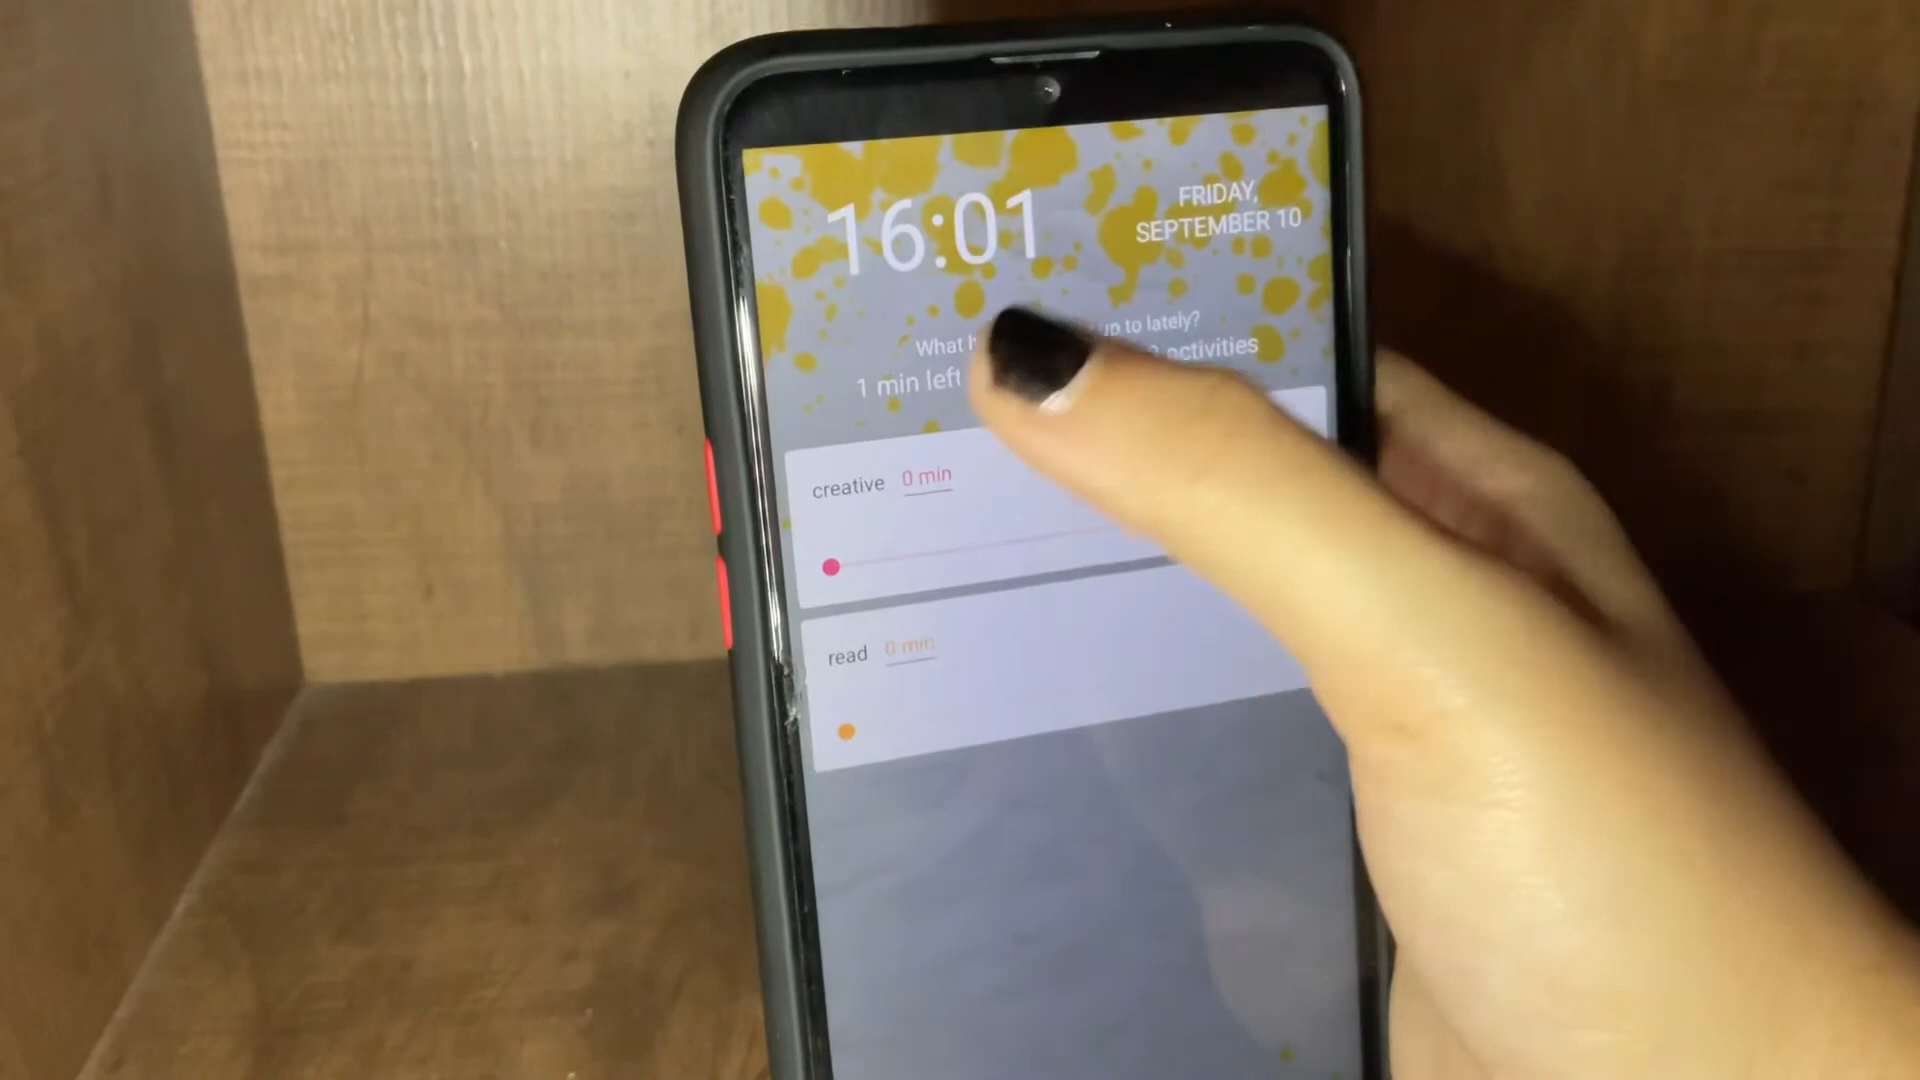 16:01
FRIDAY,
SEPTEMBER 10
What up to lately?
1 min left activities
creative 0 min
read 0 min